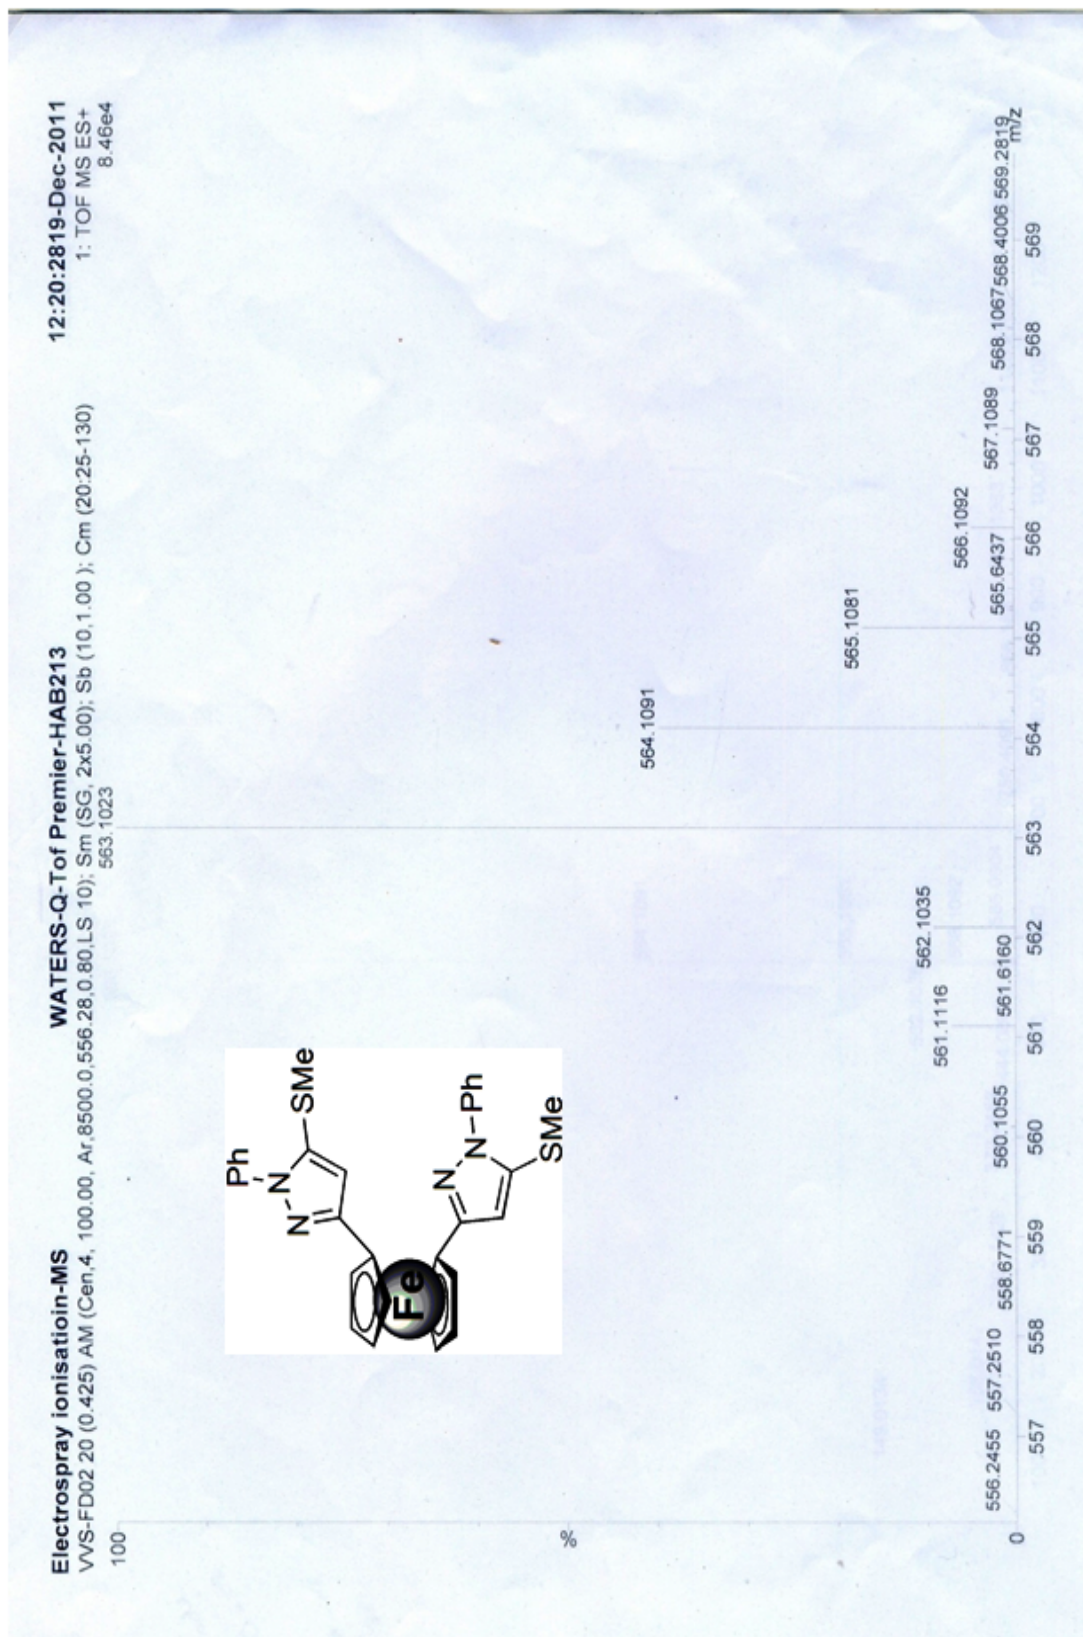 Electrospray ionisatioin-MS WATERS-Q-Tof Premier-HAB213 12:20:2819-Dec-2011
VVS-FD02 20 (0.425) AM (Cen,4, 100.00, Ar,8500.0,556.28,0.80,LS 10); Sm (SG, 2x5.00); Sb (10,1.00 ); Cm (20:25-130) 1: TOF MS ES+
563.1023 8.46e4
100
Ph
N
N
SMe
Fe
N
N-Ph
SMe
%
564.1091
565.1081
562.1035
561.1116
566.1092
556.2455 557.2510 558.6771 560.1055 561.6160 565.6437 567.1089 568.1067 568.4006 569.2819
0
m/z
557 558 559 560 561 562 563 564 565 566 567 568 569